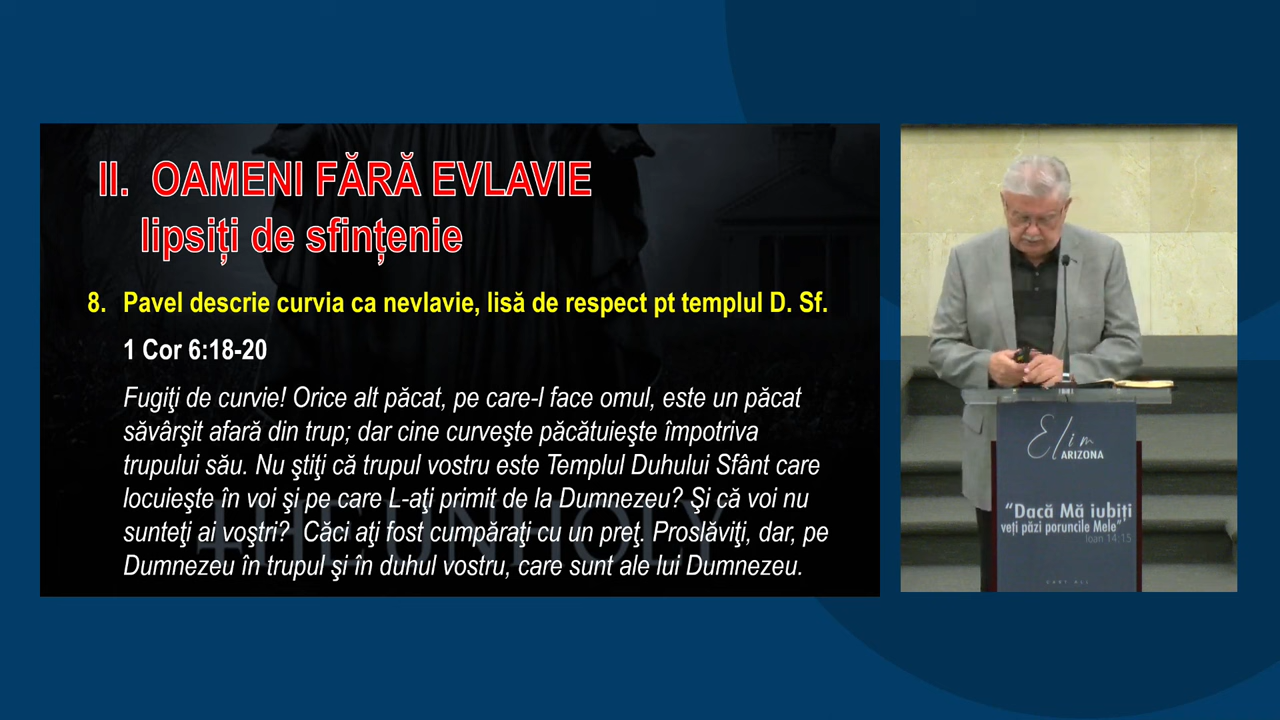 II. OAMENI FĂRĂ EVLAVIE
lipsiți de sfințenie
8. Pavel descrie curvia ca nevlavie, lisă de respect pt templul D. Sf.
1 Cor 6:18-20
Fugiţi de curvie! Orice alt păcat, pe care-l face omul, este un păcat
săvârşit afară din trup; dar cine curveşte păcătuieşte împotriva
trupului său. Nu ştiţi că trupul vostru este Templul Duhului Sfânt care
locuieşte în voi şi pe care L-aţi primit de la Dumnezeu? Şi că voi nu
sunteţi ai voştri? Căci aţi fost cumpăraţi cu un preţ. Proslăviţi, dar, pe
Dumnezeu în trupul şi în duhul vostru, care sunt ale lui Dumnezeu.
THE UNHOLY
Elim
ARIZONA
“Dacă Mă iubiți
veți păzi poruncile Mele”
Ioan 14:15